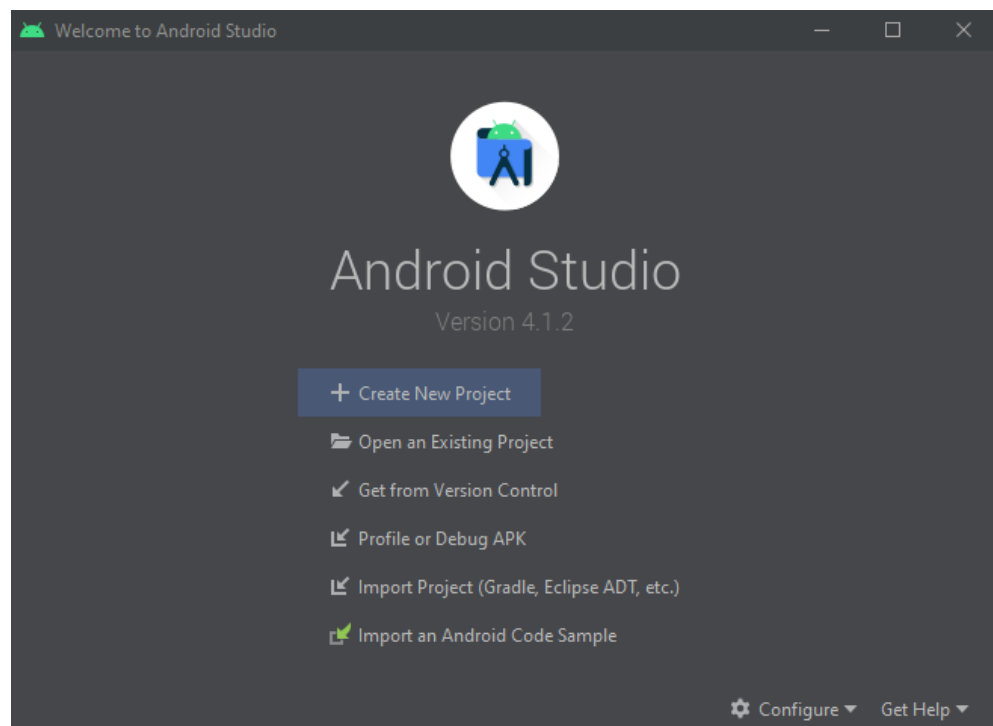 Welcome to Android Studio
Android Studio
Version 4.1.2
Create New Project
Open an Existing Project
Get from Version Control
Profile or Debug APK
Import Project (Gradle, Eclipse ADT, etc.)
Import an Android Code Sample
Configure Get Help